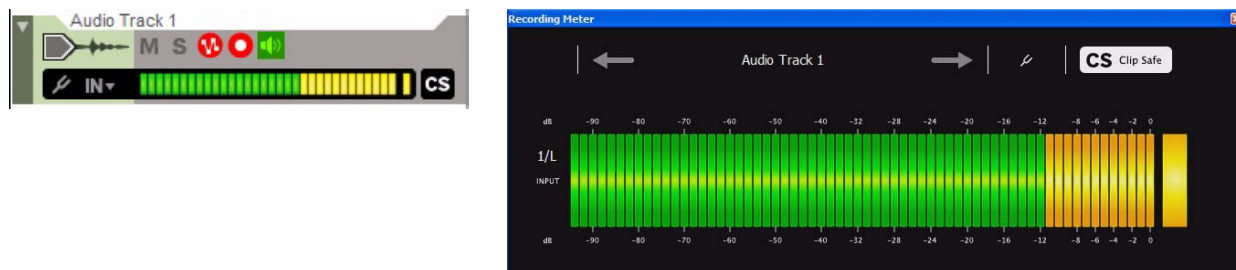 Audio Track 1
M S
IN CS
Recording Meter
Audio Track 1 CS Clip Safe
dB -90 -80 -70 -60 -50 -40 -32 -28 -24 -20 -16 -12 -8 -6 -4 -2 0
1/L
INPUT
dB -90 -80 -70 -60 -50 -40 -32 -28 -24 -20 -16 -12 -8 -6 -4 -2 0